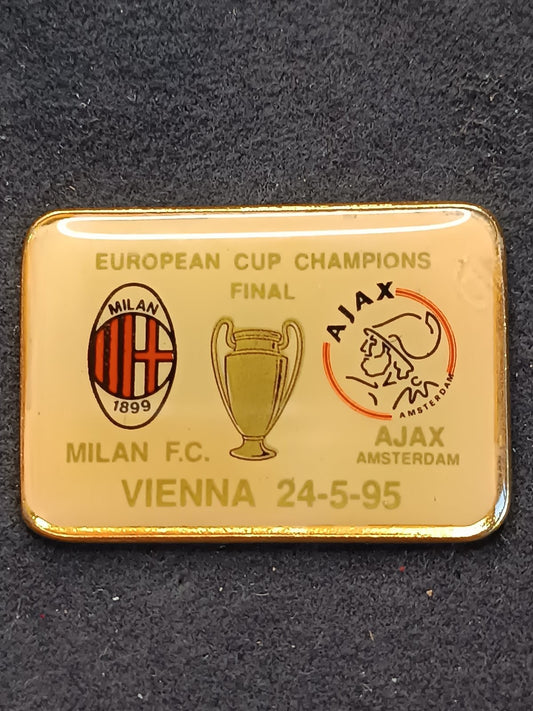 EUROPEAN CUP CHAMPIONS
FINAL
MILAN
1899
AJAX
AMSTERDAM
MILAN F.C.
AJAX
AMSTERDAM
VIENNA 24-5-95